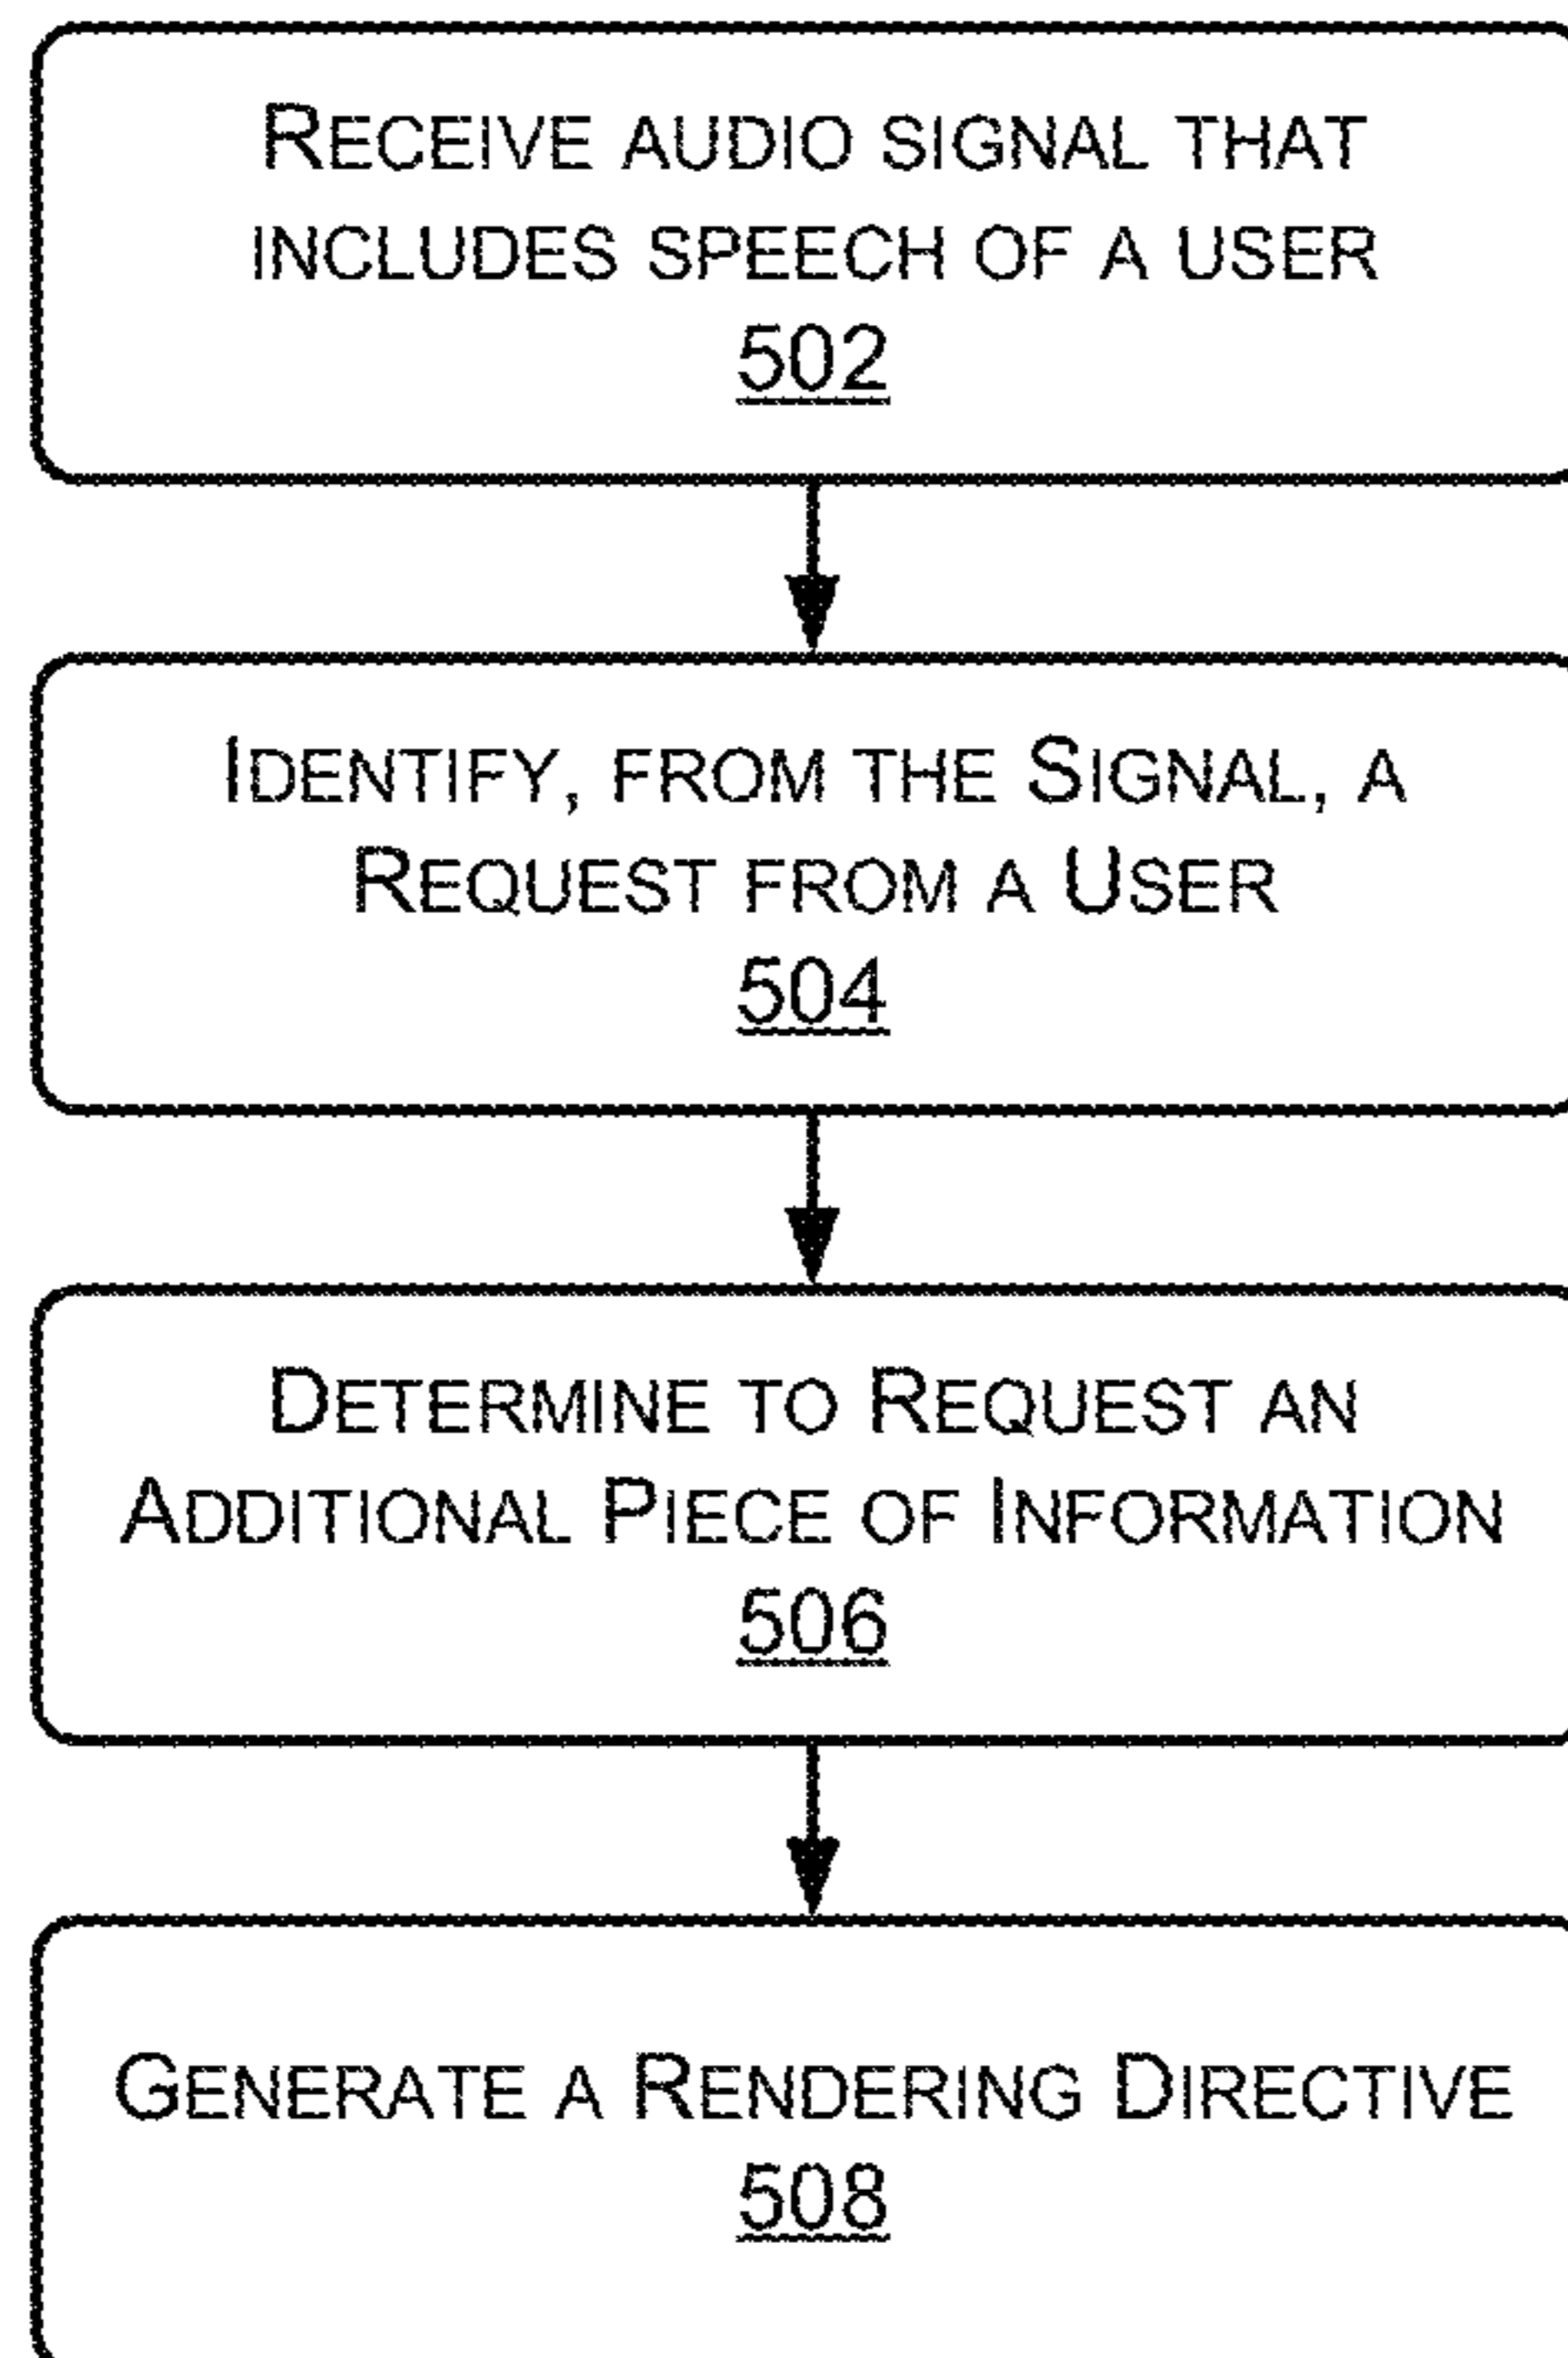 RECEIVE AUDIO SIGNAL THAT
INCLUDES SPEECH OF A USER
502
IDENTIFY, FROM THE SIGNAL, A
REQUEST FROM A USER
504
DETERMINE TO REQUEST AN
ADDITIONAL PIECE OF INFORMATION
506
GENERATE A RENDERING DIRECTIVE
508